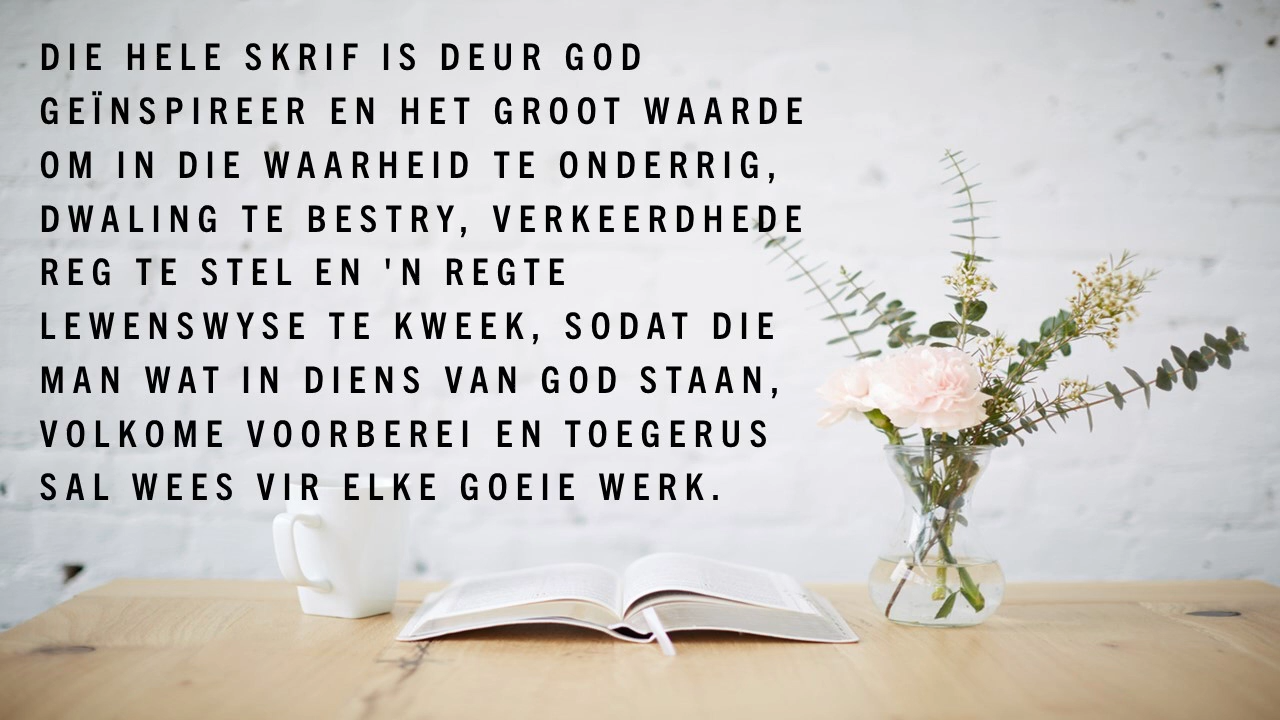 DIE HELE SKRIF IS DEUR GOD
GEÏNSPIREER EN HET GROOT WAARDE
OM IN DIE WAARHEID TE ONDERRIG,
DWALING TE BESTRY, VERKEERDHEDE
REG TE STEL EN 'N REGTE
LEWENSWYSE TE KWEEK, SODAT DIE
MAN WAT IN DIENS VAN GOD STAAN,
VOLKOME VOORBEREI EN TOEGERUS
SAL WEES VIR ELKE GOEIE WERK.